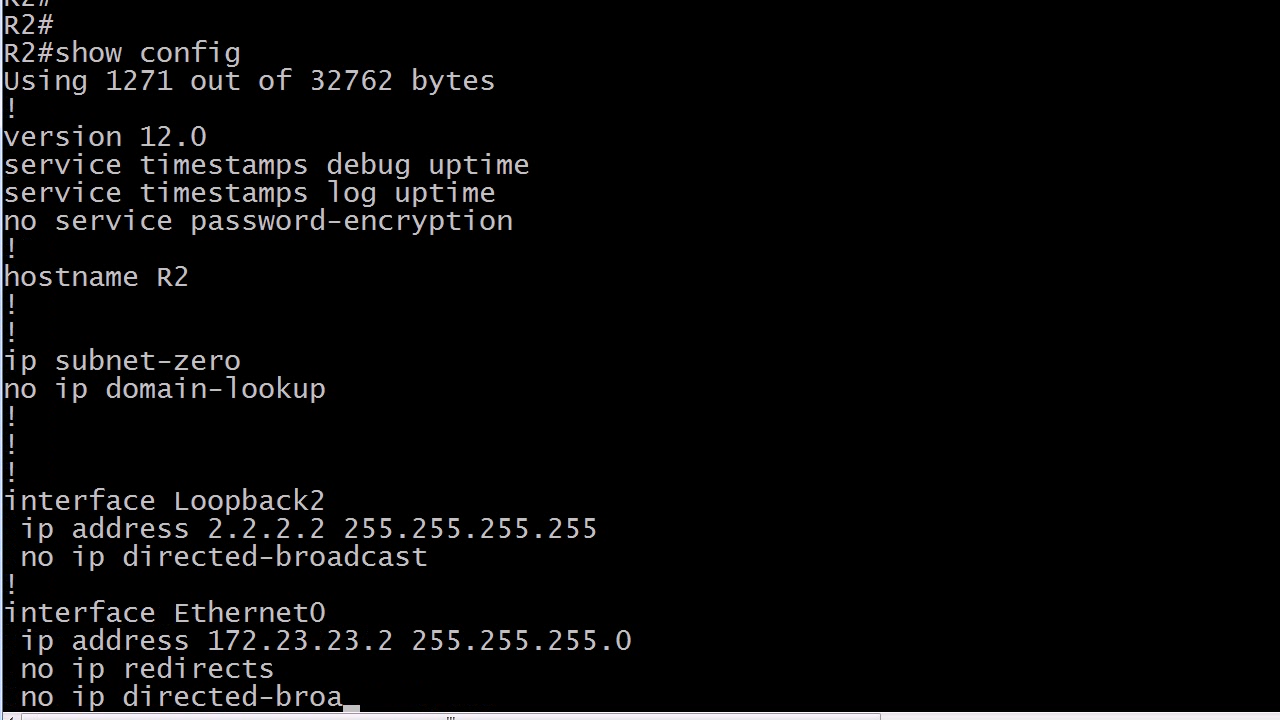 R2#
R2#
R2#show config
Using 1271 out of 32762 bytes
!
version 12.0
service timestamps debug uptime
service timestamps log uptime
no service password-encryption
!
hostname R2
!
!
ip subnet-zero
no ip domain-lookup
!
!
!
interface Loopback2
 ip address 2.2.2.2 255.255.255.255
 no ip directed-broadcast
!
interface Ethernet0
 ip address 172.23.23.2 255.255.255.0
 no ip redirects
 no ip directed-broa